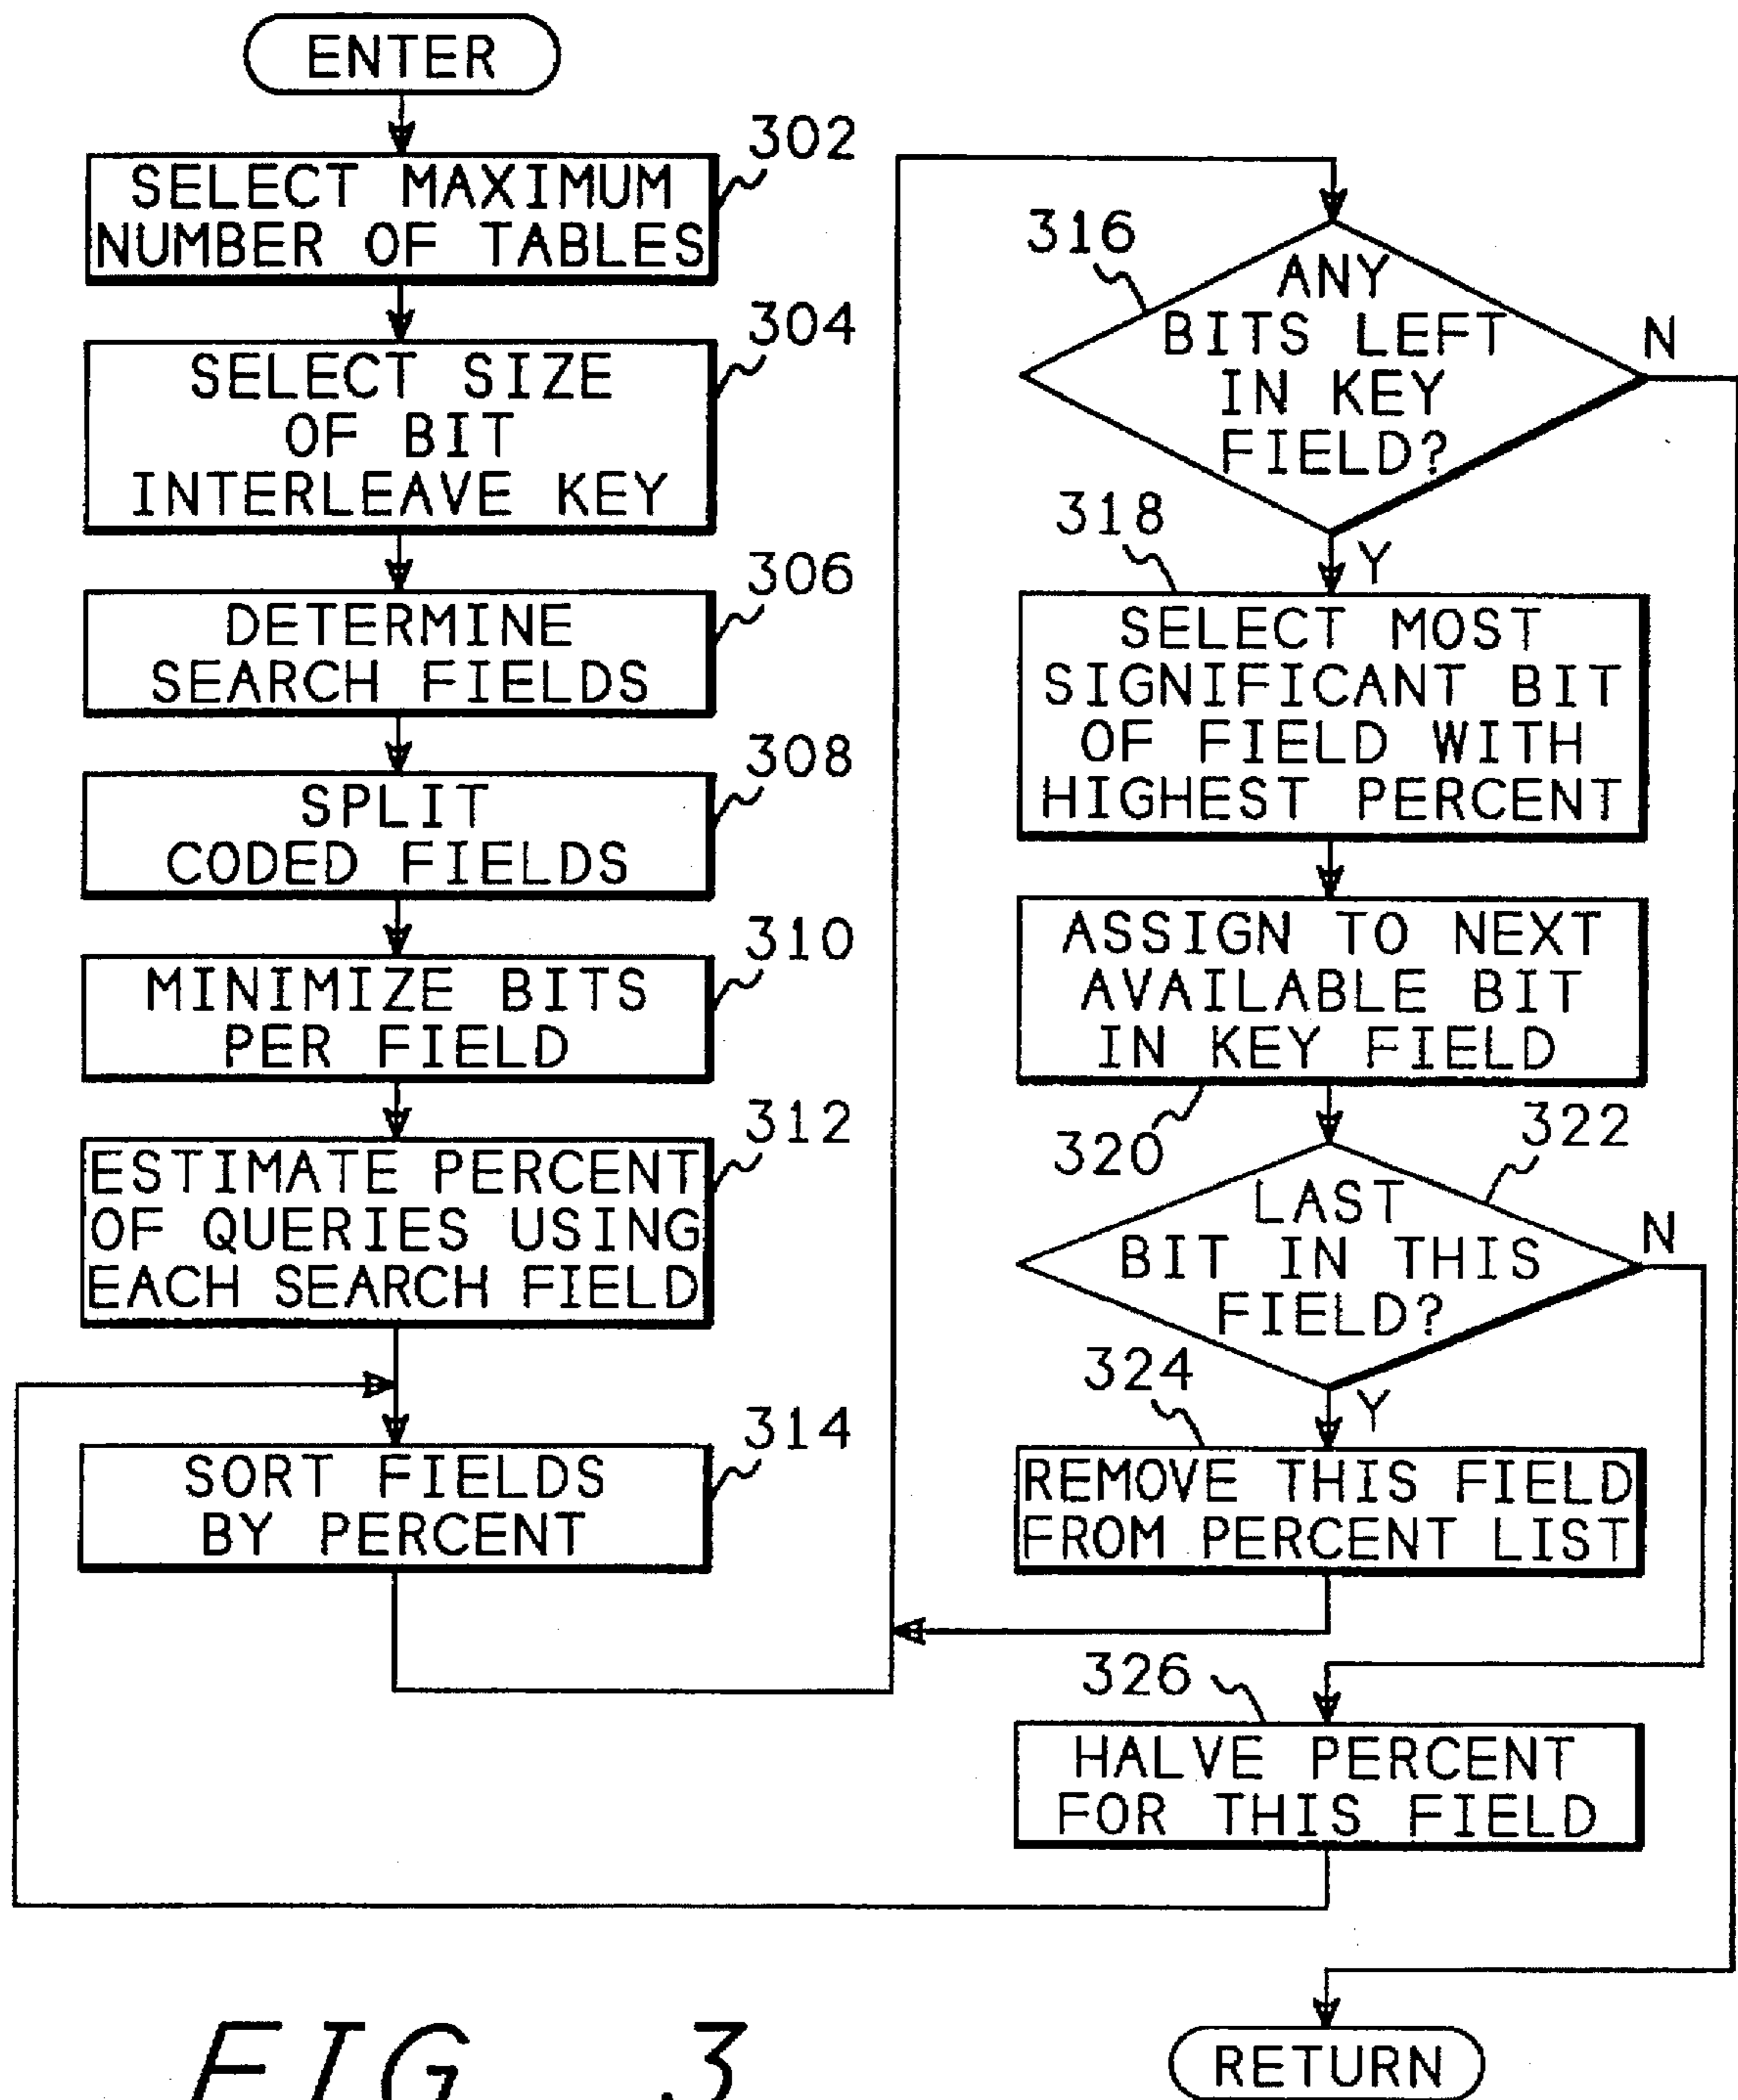 ENTER
302
SELECT MAXIMUM
NUMBER OF TABLES
304
SELECT SIZE
OF BIT
INTERLEAVE KEY
306
DETERMINE
SEARCH FIELDS
308
SPLIT
CODED FIELDS
310
MINIMIZE BITS
PER FIELD
312
ESTIMATE PERCENT
OF QUERIES USING
EACH SEARCH FIELD
314
SORT FIELDS
BY PERCENT
316
ANY
BITS LEFT
IN KEY
FIELD?
N
Y
318
SELECT MOST
SIGNIFICANT BIT
OF FIELD WITH
HIGHEST PERCENT
ASSIGN TO NEXT
AVAILABLE BIT
IN KEY FIELD
320
322
LAST
BIT IN THIS
FIELD?
N
Y
324
REMOVE THIS FIELD
FROM PERCENT LIST
326
HALVE PERCENT
FOR THIS FIELD
RETURN
FIG 3